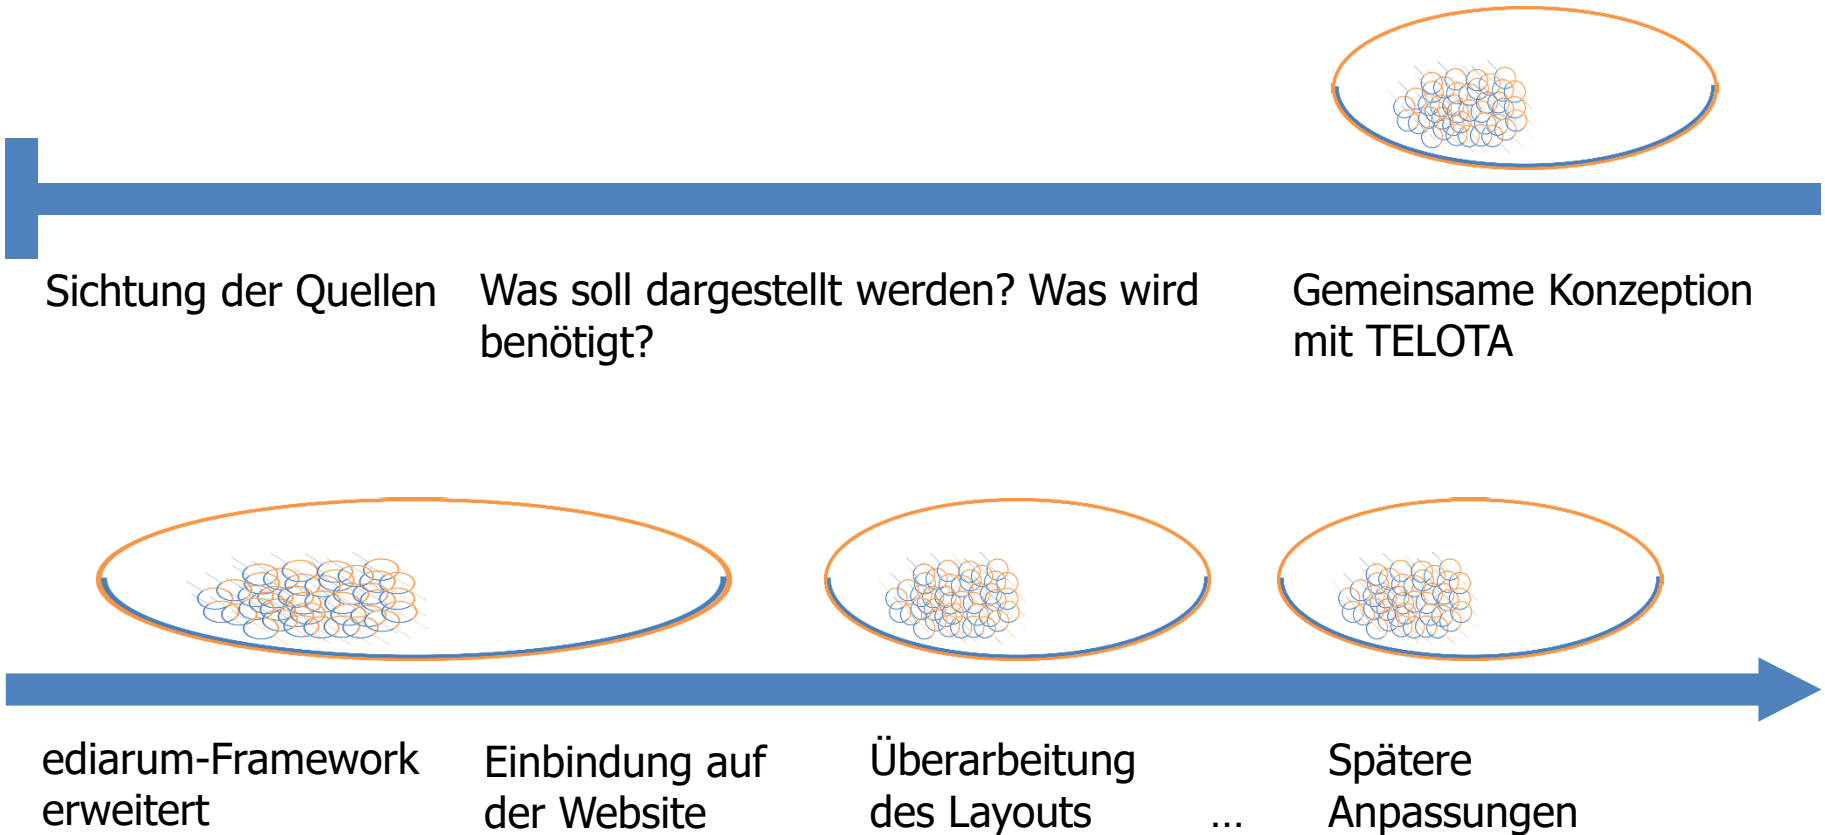 Sichtung der Quellen
Was soll dargestellt werden? Was wird
benötigt?
Gemeinsame Konzeption
mit TELOTA
ediarum-Framework
erweitert
Einbindung auf
der Website
Überarbeitung
des Layouts
...
Spätere
Anpassungen